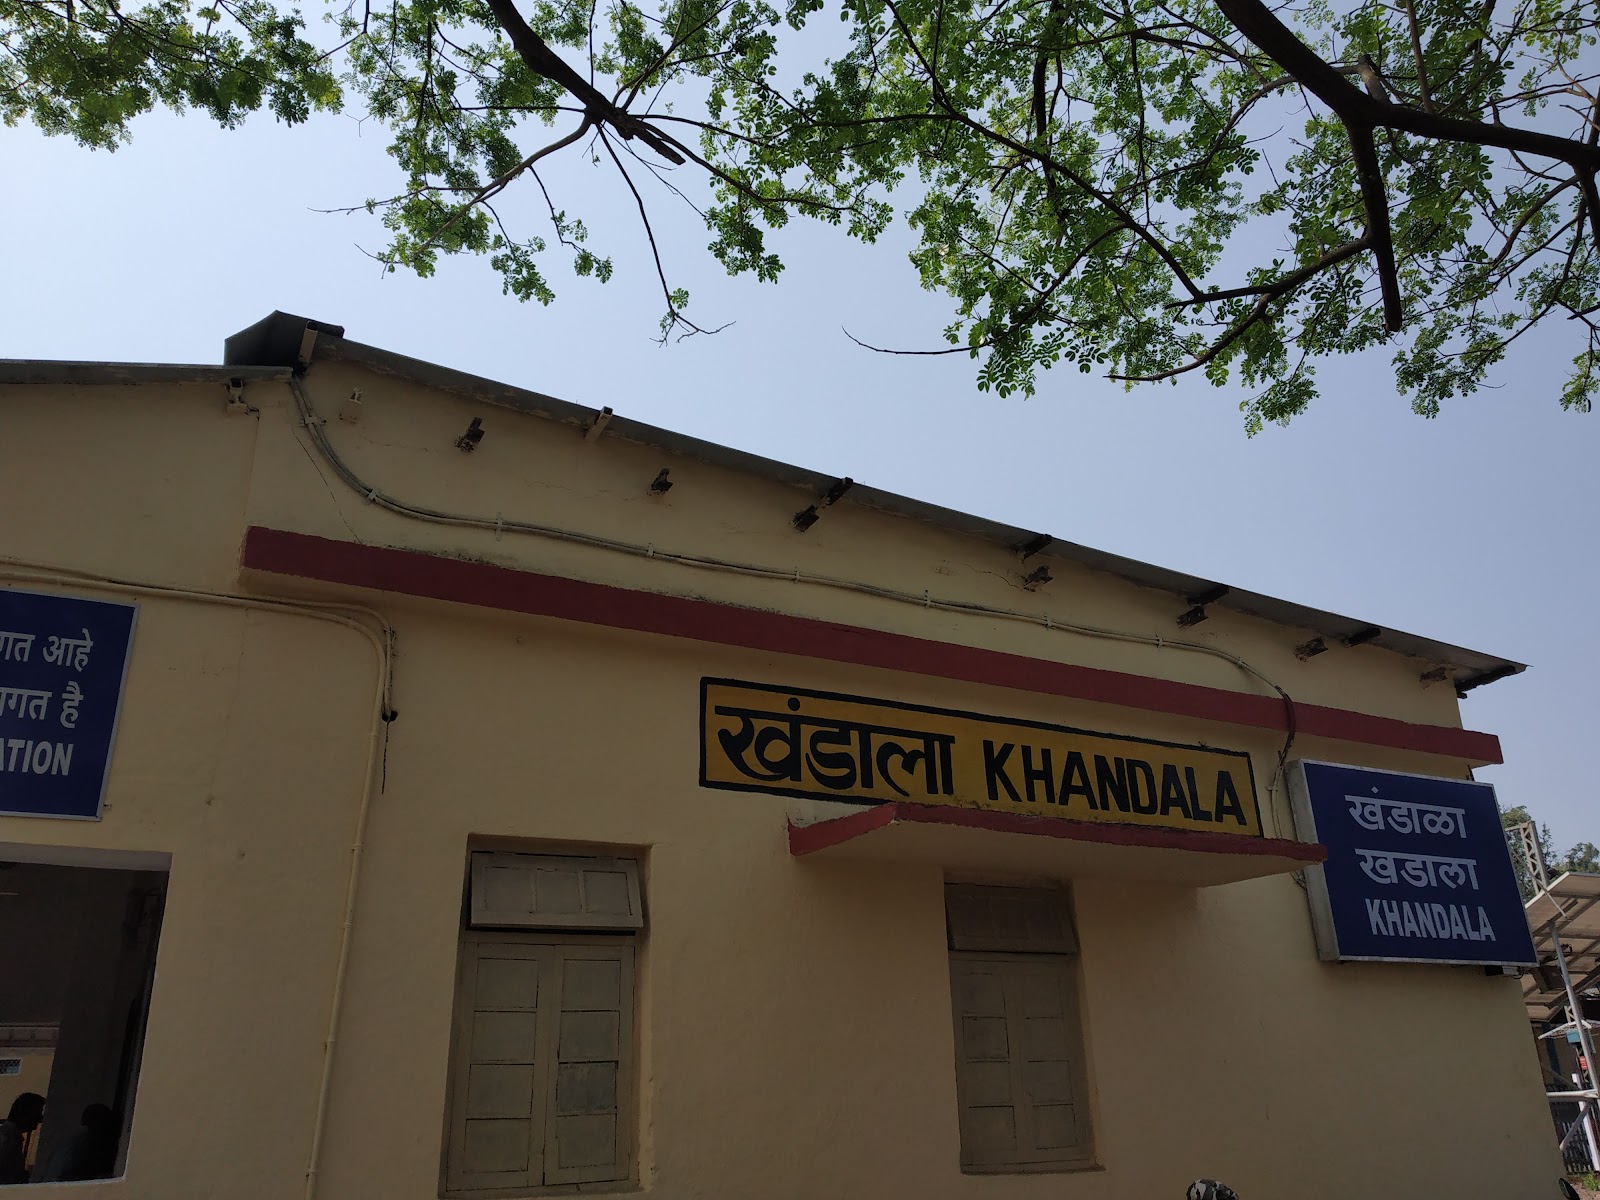 गत आहे
गत है
ATION
खंडाला KHANDALA
खंडाळा
खडाला
KHANDALA